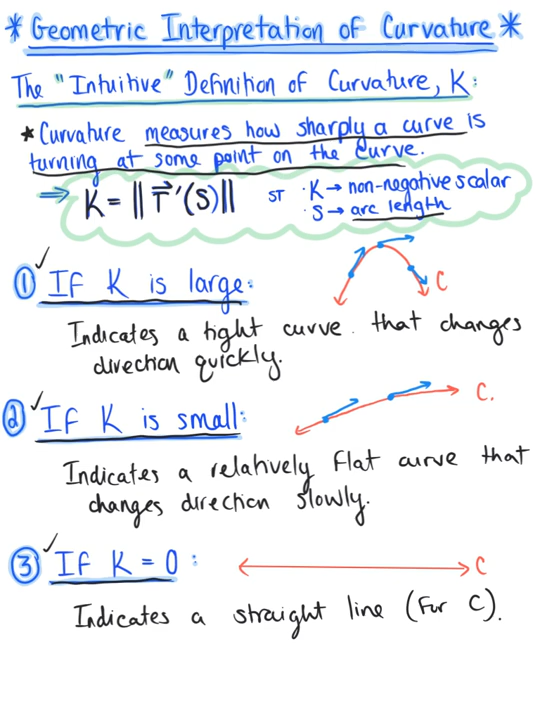 * Geometric Interpretation of Curvature *
The "Intuitive" Definition of Curvature, K:
* Curvature measures how sharply a curve is
turning at some point on the curve.
⇒ K = || T⃗'(s) || ST · K → non-negative scalar
· S → arc length
① ✓ If K is large:
C
Indicates a tight curve that changes
direction quickly.
② ✓ If K is small:
C.
Indicates a relatively flat curve that
changes direction slowly.
③ ✓ If K = 0 :
C
Indicates a straight line (for C).